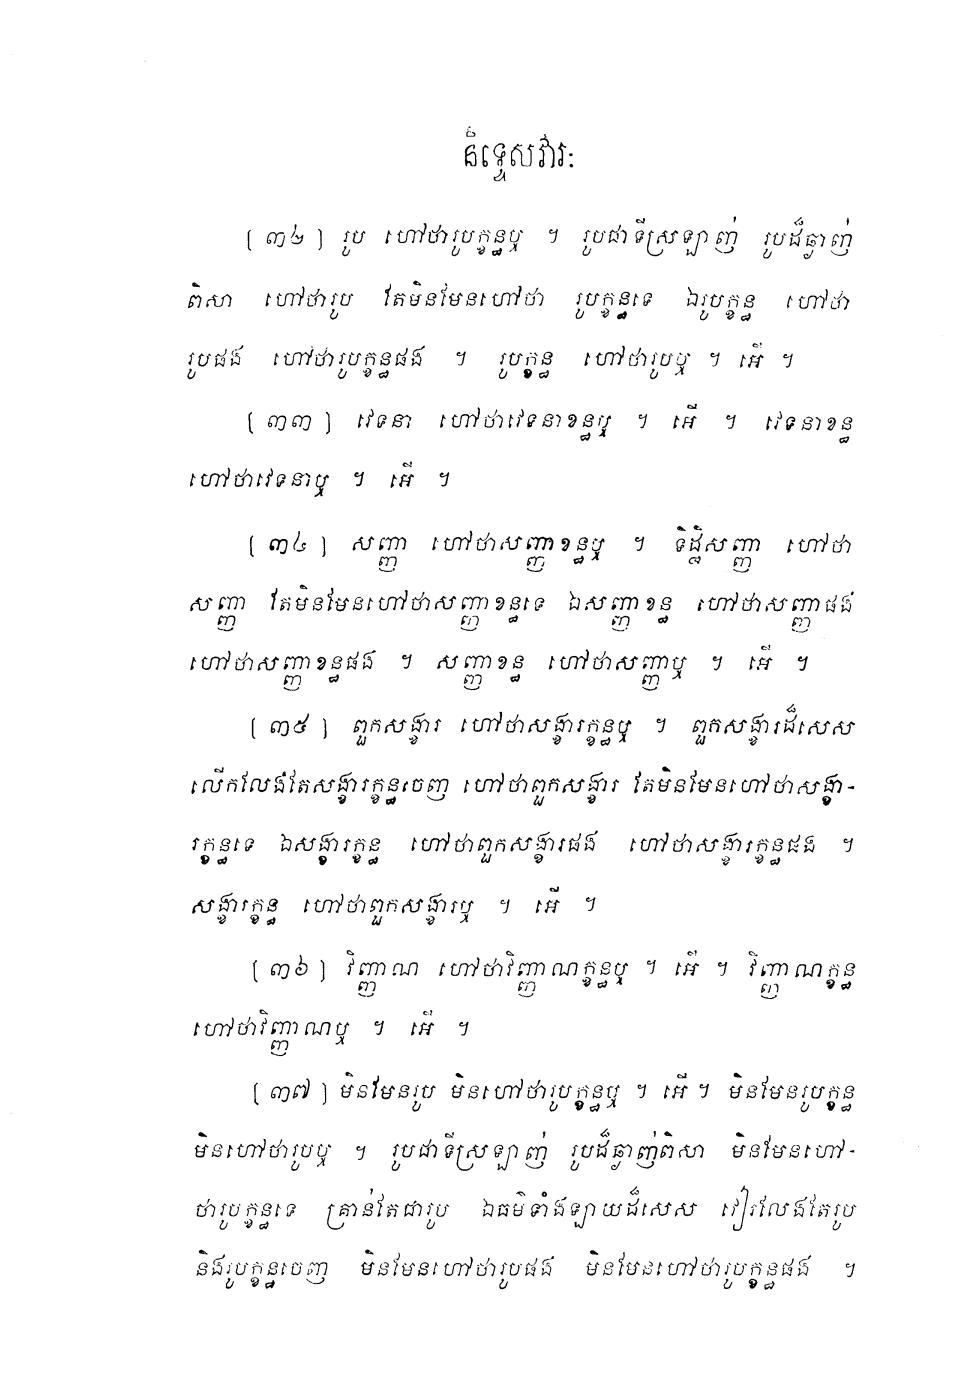 និទ្ទេសវារៈ
[ ៣២ ] រូប ហៅថារូបក្ខន្ធឬ ។ រូបជាទីស្រឡាញ់ រូបដ៏ឆ្ងាញ់
ពិសា ហៅថារូប តែមិនមែនហៅថា រូបក្ខន្ធទេ ឯរូបក្ខន្ធ ហៅថា
រូបផង ហៅថារូបក្ខន្ធផង ។ រូបក្ខន្ធ ហៅថារូបឬ ។ អើ ។
[ ៣៣ ] វេទនា ហៅថាវេទនាខន្ធឬ ។ អើ ។ វេទនាខន្ធ
ហៅថាវេទនាឬ ។ អើ ។
[ ៣៤ ] សញ្ញា ហៅថាសញ្ញាខន្ធឬ ។ ទិដ្ឋិសញ្ញា ហៅថា
សញ្ញា តែមិនមែនហៅថាសញ្ញាខន្ធទេ ឯសញ្ញាខន្ធ ហៅថាសញ្ញាផង
ហៅថាសញ្ញាខន្ធផង ។ សញ្ញាខន្ធ ហៅថាសញ្ញាឬ ។ អើ ។
[ ៣៥ ] ពួកសង្ខារ ហៅថាសង្ខារក្ខន្ធឬ ។ ពួកសង្ខារដ៏សេស
លើកលែងតែសង្ខារក្ខន្ធចេញ ហៅថាពួកសង្ខារ តែមិនមែនហៅថាសង្ខា-
រក្ខន្ធទេ ឯសង្ខារក្ខន្ធ ហៅថាពួកសង្ខារផង ហៅថាសង្ខារក្ខន្ធផង ។
សង្ខារក្ខន្ធ ហៅថាពួកសង្ខារឬ ។ អើ ។
[ ៣៦ ] វិញ្ញាណ ហៅថាវិញ្ញាណក្ខន្ធឬ ។ អើ ។ វិញ្ញាណក្ខន្ធ
ហៅថាវិញ្ញាណឬ ។ អើ ។
[ ៣៧ ] មិនមែនរូប មិនហៅថារូបក្ខន្ធឬ ។ អើ ។ មិនមែនរូបក្ខន្ធ
មិនហៅថារូបឬ ។ រូបជាទីស្រឡាញ់ រូបដ៏ឆ្ងាញ់ពិសា មិនមែនហៅ-
ថារូបក្ខន្ធទេ គ្រាន់តែជារូប ឯធម៌ទាំងឡាយដ៏សេស វៀរលែងតែរូប
និងរូបក្ខន្ធចេញ មិនមែនហៅថារូបផង មិនមែនហៅថារូបក្ខន្ធផង ។